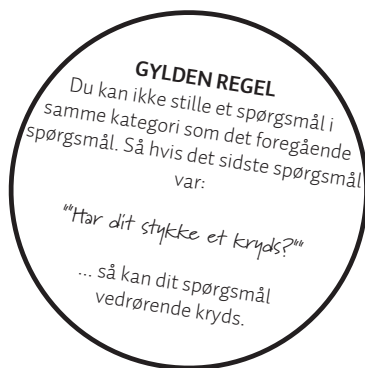 GYLDEN REGEL
Du kan ikke stille et spørgsmål i
samme kategori som det foregående
spørgsmål. Så hvis det sidste spørgsmål
var:
""Har dit stykke et kryds?""
... så kan dit spørgsmål
vedrørende kryds.